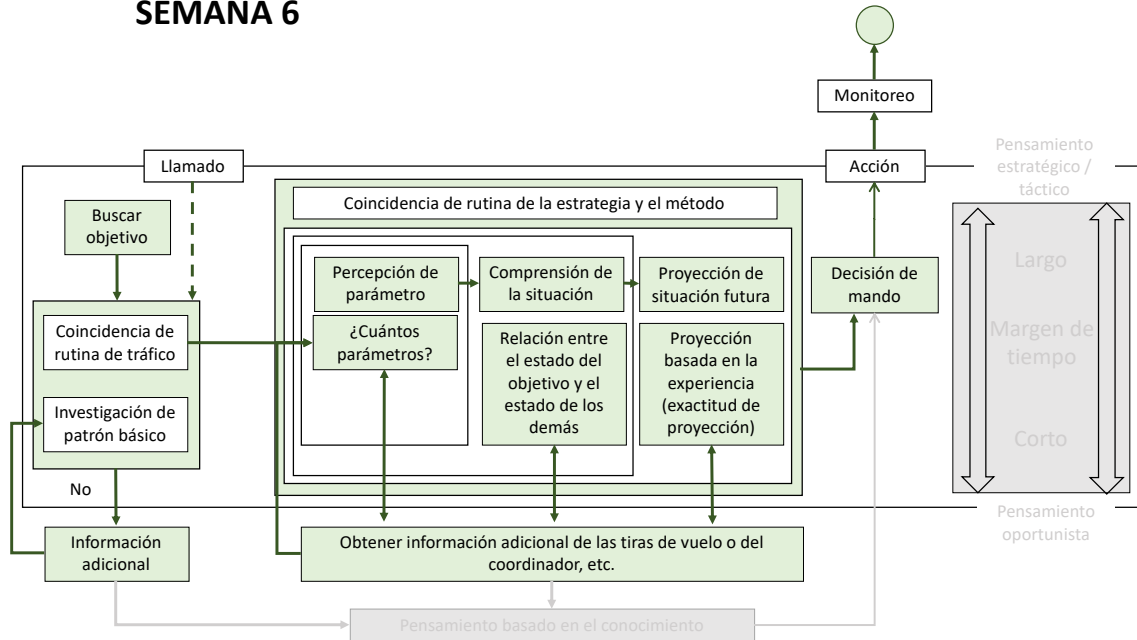 SEMANA 6
Monitoreo
Llamado
Acción
Pensamiento
estratégico /
táctico
Coincidencia de rutina de la estrategia y el método
Buscar
objetivo
Percepción de
parámetro
Comprensión de
la situación
Proyección de
situación futura
Decisión de
mando
Largo
Coincidencia de
rutina de tráfico
¿Cuántos
parámetros?
Relación entre
el estado del
objetivo y el
estado de los
demás
Proyección
basada en la
experiencia
(exactitud de
proyección)
Margen de
tiempo
Investigación de
patrón básico
Corto
No
Pensamiento
oportunista
Información
adicional
Obtener información adicional de las tiras de vuelo o del
coordinador, etc.
Pensamiento basado en el conocimiento